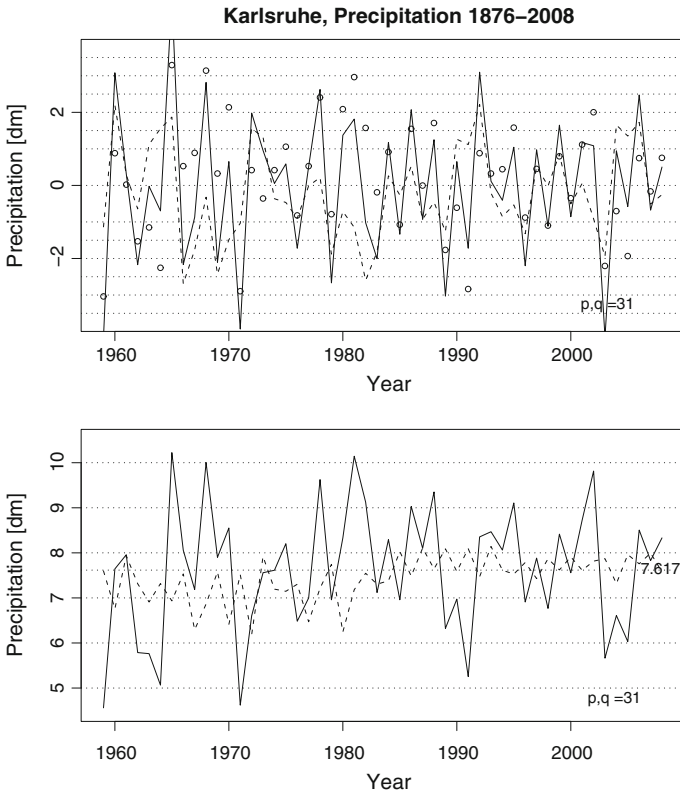 Karlsruhe, Precipitation 1876–2008
Precipitation [dm]
2
0
−2
p,q =31
1960 1970 1980 1990 2000
Year
Precipitation [dm]
10
9
8
7
6
5
7.617
p,q =31
1960 1970 1980 1990 2000
Year